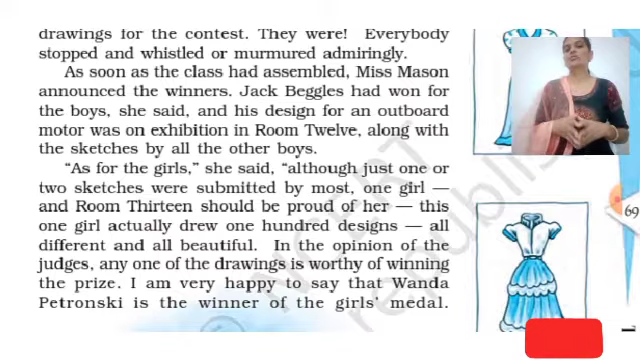 drawings for the contest. They were! Everybody
stopped and whistled or murmured admiringly.
As soon as the class had assembled, Miss Mason
announced the winners. Jack Beggles had won for
the boys, she said, and his design for an outboard
motor was on exhibition in Room Twelve, along with
the sketches by all the other boys.
“As for the girls,” she said, “although just one or
two sketches were submitted by most, one girl —
and Room Thirteen should be proud of her — this
one girl actually drew one hundred designs — all
different and all beautiful. In the opinion of the
judges, any one of the drawings is worthy of winning
the prize. I am very happy to say that Wanda
Petronski is the winner of the girls’ medal.
69
© NCERT
republis